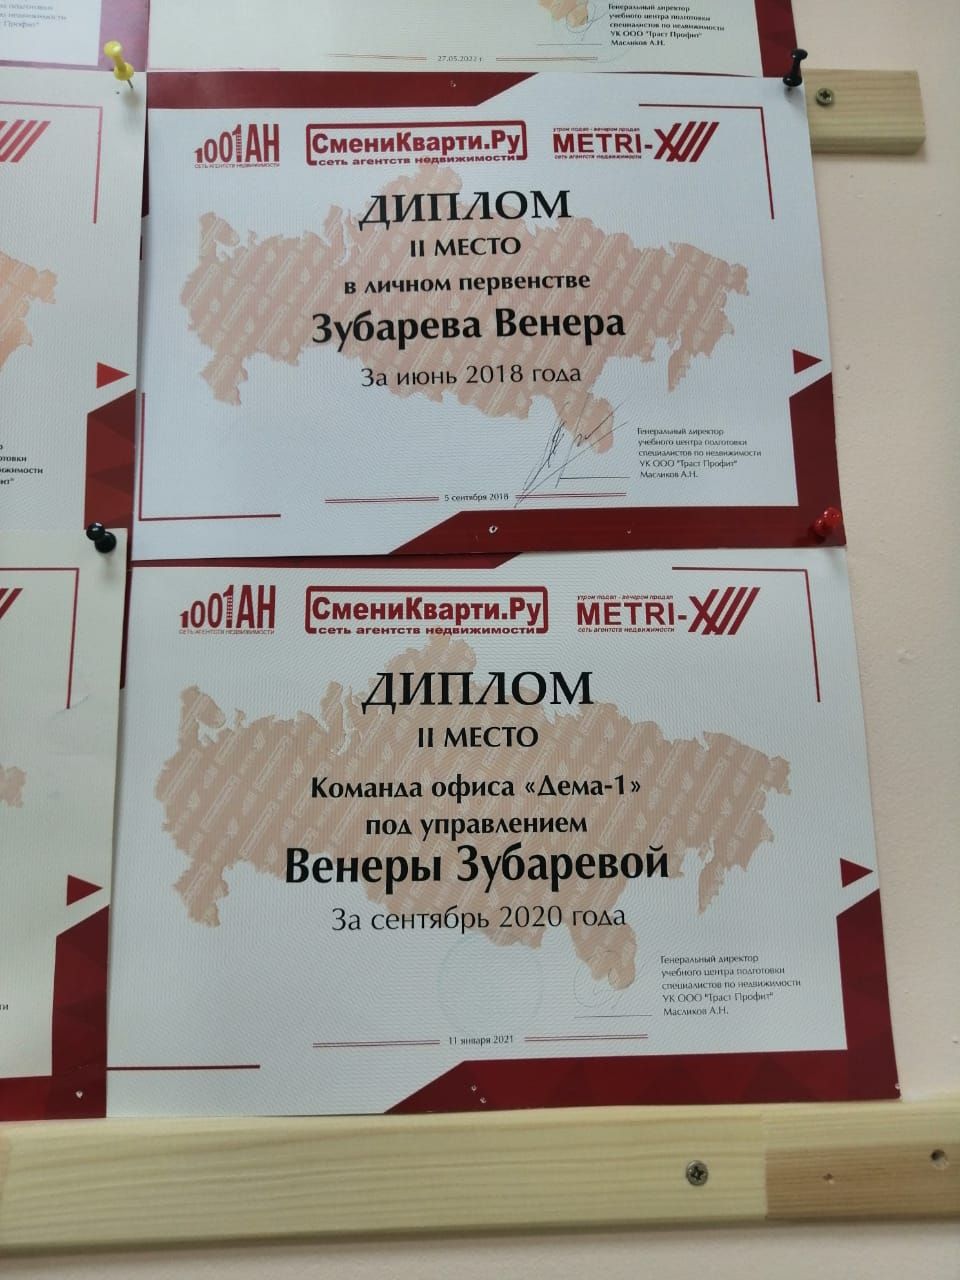 Генеральный директор
учебного центра подготовки
специалистов по недвижимости
УК ООО "Траст Профит"
Масликов А.Н.
27.05.2022 г.
1001АН
СЕТЬ АГЕНТСТВ НЕДВИЖИМОСТИ
СмениКварти.Ру
сеть агентств недвижимости
утром подал - вечером продал
METRI-XIII
сеть агентств недвижимости
ДИПЛОМ
II МЕСТО
в личном первенстве
Зубарева Венера
За июнь 2018 года
Генеральный директор
учебного центра подготовки
специалистов по недвижимости
УК ООО "Траст Профит"
Масликов А.Н.
5 сентября 2018
1001АН
СЕТЬ АГЕНТСТВ НЕДВИЖИМОСТИ
СмениКварти.Ру
сеть агентств недвижимости
утром подал - вечером продал
METRI-XIII
сеть агентств недвижимости
ДИПЛОМ
II МЕСТО
Команда офиса «Дема-1»
под управлением
Венеры Зубаревой
За сентябрь 2020 года
Генеральный директор
учебного центра подготовки
специалистов по недвижимости
УК ООО "Траст Профит"
Масликов А.Н.
11 января 2021